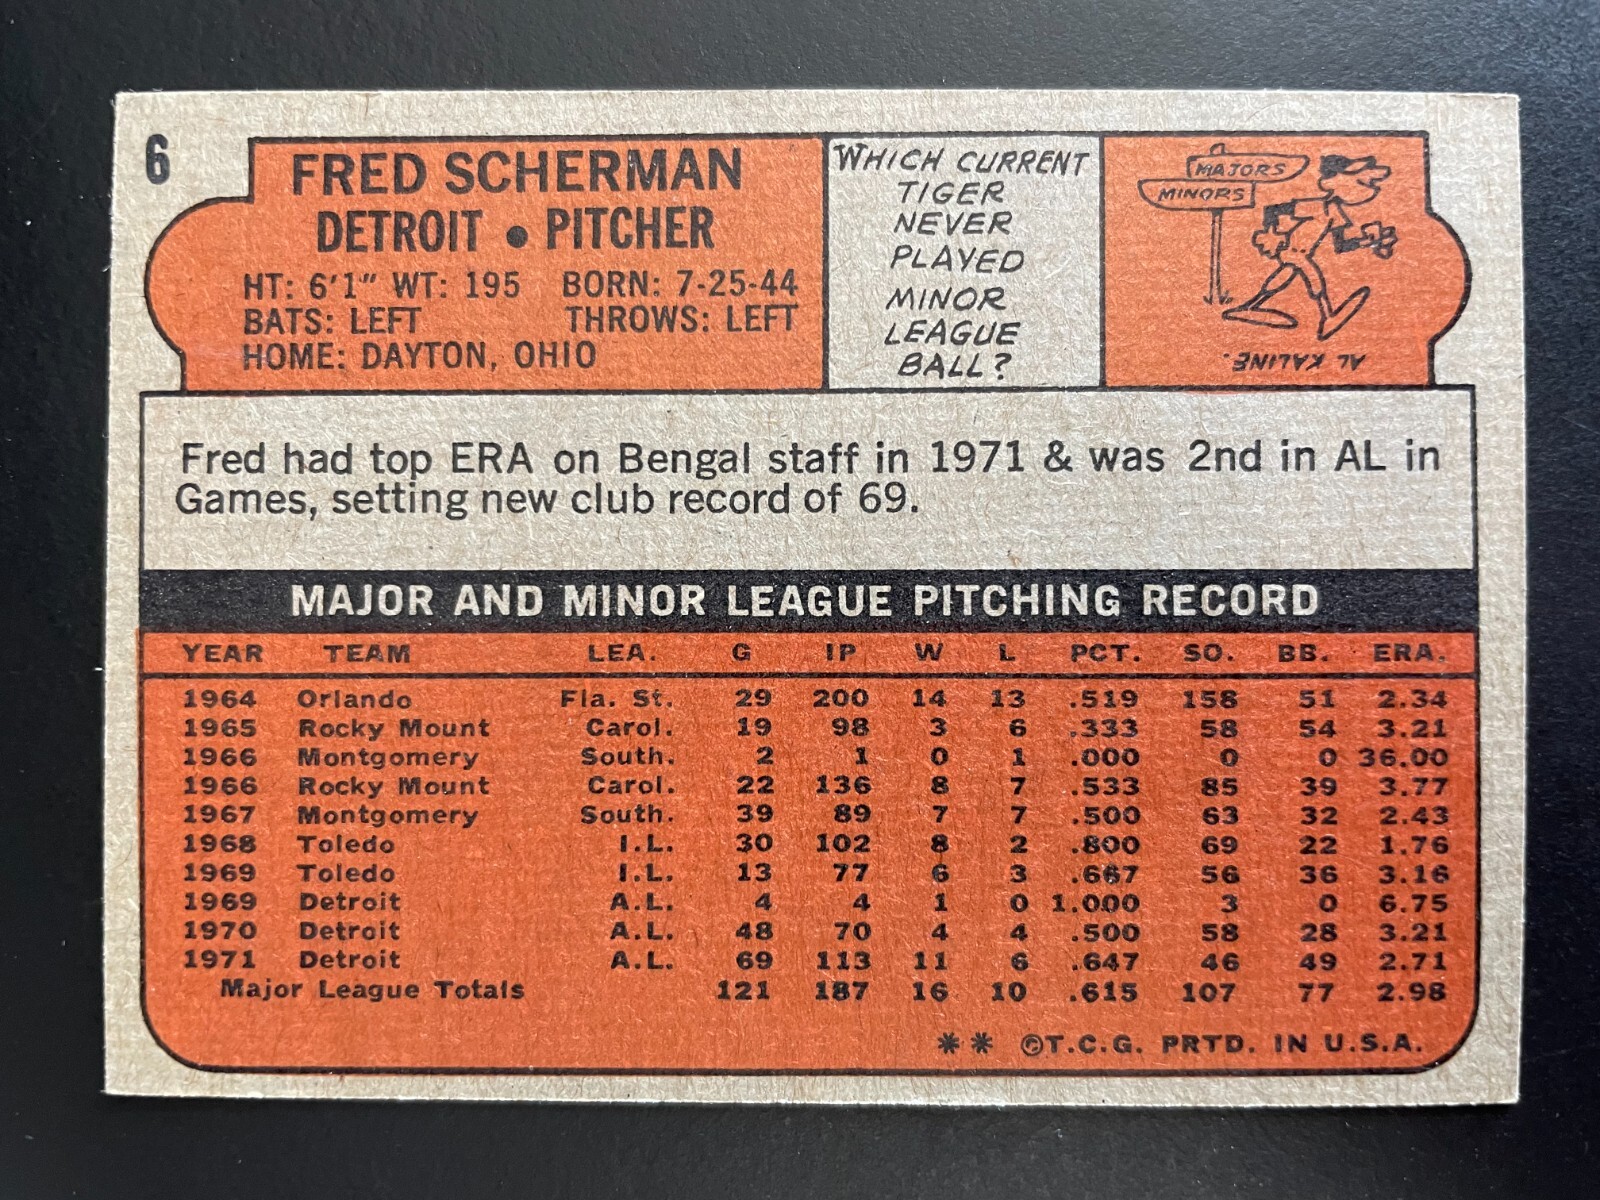 6
FRED SCHERMAN
DETROIT • PITCHER
HT: 6'1" WT: 195 BORN: 7-25-44
BATS: LEFT THROWS: LEFT
HOME: DAYTON, OHIO
WHICH CURRENT
TIGER
NEVER
PLAYED
MINOR
LEAGUE
BALL?
MAJORS
MINORS
AL KALINE.
Fred had top ERA on Bengal staff in 1971 & was 2nd in AL in
Games, setting new club record of 69.
MAJOR AND MINOR LEAGUE PITCHING RECORD
YEAR TEAM LEA. G IP W L PCT. SO. BB. ERA.
1964 Orlando Fla. St. 29 200 14 13 .519 158 51 2.34
1965 Rocky Mount Carol. 19 98 3 6 .333 58 54 3.21
1966 Montgomery South. 2 1 0 1 .000 0 0 36.00
1966 Rocky Mount Carol. 22 136 8 7 .533 85 39 3.77
1967 Montgomery South. 39 89 7 7 .500 63 32 2.43
1968 Toledo I.L. 30 102 8 2 .800 69 22 1.76
1969 Toledo I.L. 13 77 6 3 .667 56 36 3.16
1969 Detroit A.L. 4 4 1 0 1.000 3 0 6.75
1970 Detroit A.L. 48 70 4 4 .500 58 28 3.21
1971 Detroit A.L. 69 113 11 6 .647 46 49 2.71
Major League Totals 121 187 16 10 .615 107 77 2.98
** ©T.C.G. PRTD. IN U.S.A.